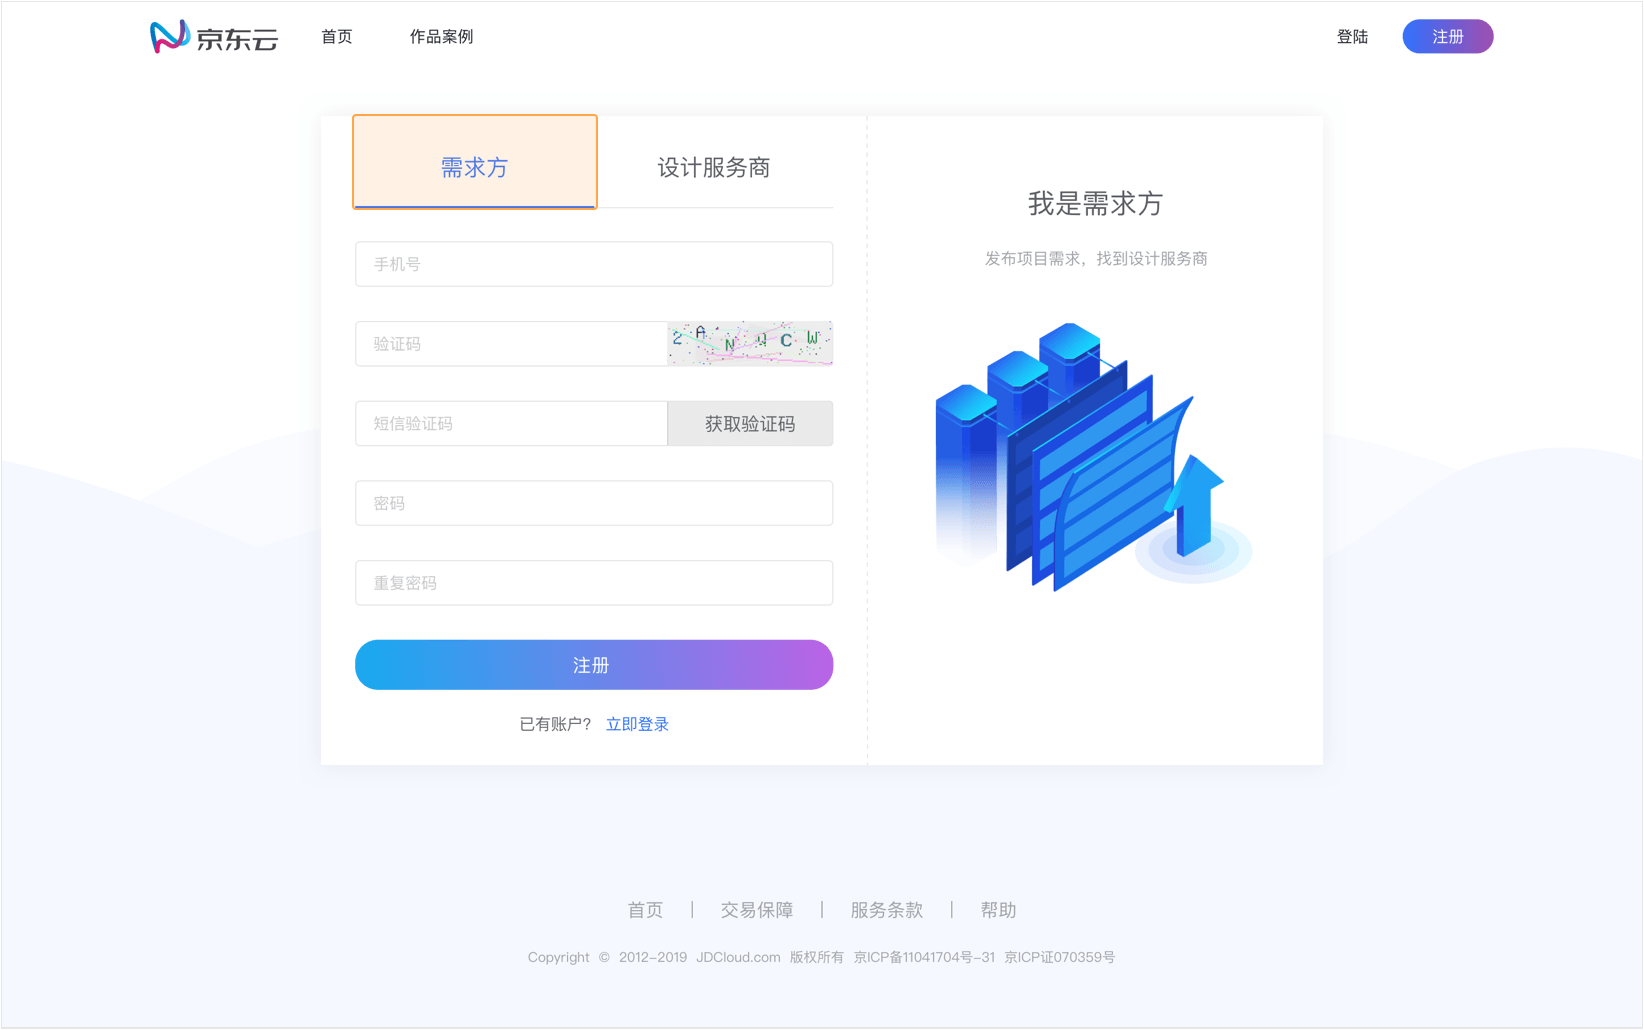 京东云 首页 作品案例 登陆 注册
需求方 设计服务商
手机号
验证码
短信验证码 获取验证码
密码
重复密码
注册
已有账户? 立即登录
我是需求方
发布项目需求，找到设计服务商
首页 | 交易保障 | 服务条款 | 帮助
Copyright © 2012-2019 JDCloud.com 版权所有 京ICP备11041704号-31 京ICP证070359号